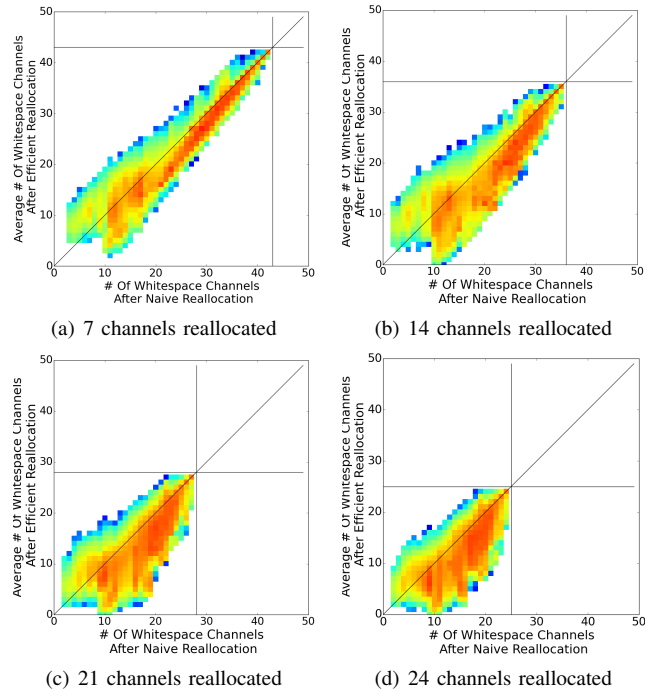 50
40
30
20
10
0
Average # Of Whitespace Channels
After Efficient Reallocation
0 10 20 30 40 50
# Of Whitespace Channels
After Naive Reallocation
(a) 7 channels reallocated
50
40
30
20
10
0
Average # Of Whitespace Channels
After Efficient Reallocation
0 10 20 30 40 50
# Of Whitespace Channels
After Naive Reallocation
(b) 14 channels reallocated
50
40
30
20
10
0
Average # Of Whitespace Channels
After Efficient Reallocation
0 10 20 30 40 50
# Of Whitespace Channels
After Naive Reallocation
(c) 21 channels reallocated
50
40
30
20
10
0
Average # Of Whitespace Channels
After Efficient Reallocation
0 10 20 30 40 50
# Of Whitespace Channels
After Naive Reallocation
(d) 24 channels reallocated